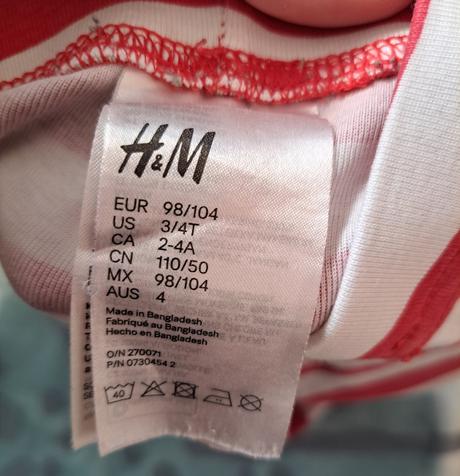 H&M
EUR 98/104
US 3/4T
CA 2-4A
CN 110/50
MX 98/104
AUS 4
Made in Bangladesh
Fabriqué au Bangladesh
Hecho en Bangladesh
O/N 270071
P/N 0730454 2
40